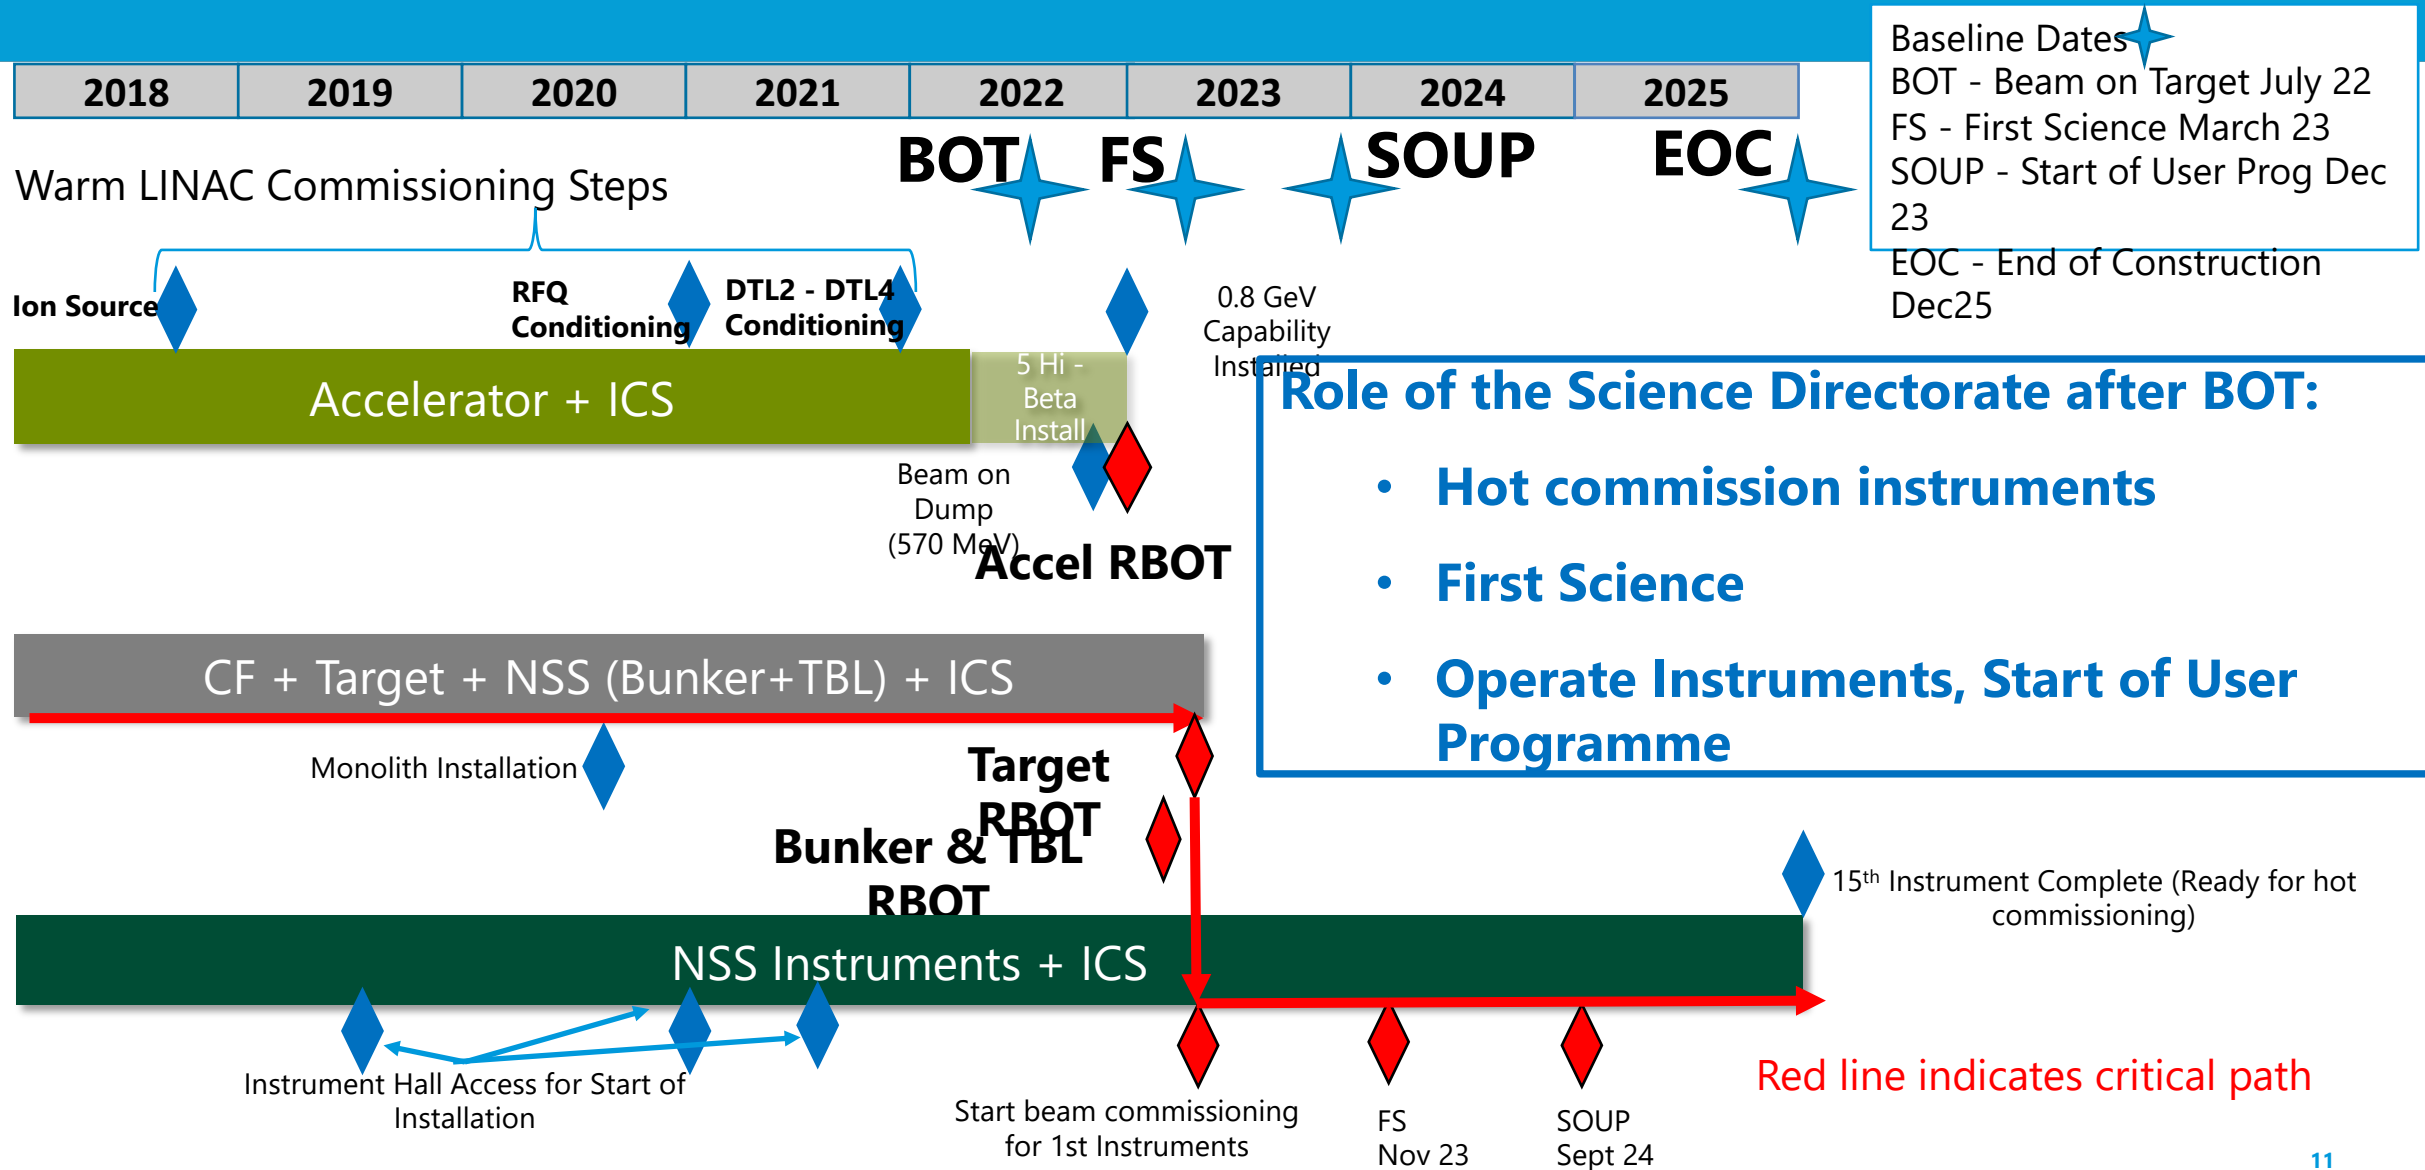 Baseline Dates
BOT - Beam on Target July 22
FS - First Science March 23
SOUP - Start of User Prog Dec
23
EOC - End of Construction
Dec25
2018 2019 2020 2021 2022 2023 2024 2025
BOT FS SOUP EOC
Warm LINAC Commissioning Steps
Ion Source
RFQ
Conditioning
DTL2 - DTL4
Conditioning
0.8 GeV
Capability
Installed
Accelerator + ICS
5 Hi -
Beta
Install
Beam on
Dump
(570 MeV)
Accel RBOT
Role of the Science Directorate after BOT:
• Hot commission instruments
• First Science
• Operate Instruments, Start of User
Programme
CF + Target + NSS (Bunker+TBL) + ICS
Monolith Installation
Target
RBOT
Bunker & TBL
RBOT
15th Instrument Complete (Ready for hot
commissioning)
NSS Instruments + ICS
Instrument Hall Access for Start of
Installation
Start beam commissioning
for 1st Instruments
FS
Nov 23
SOUP
Sept 24
Red line indicates critical path
11